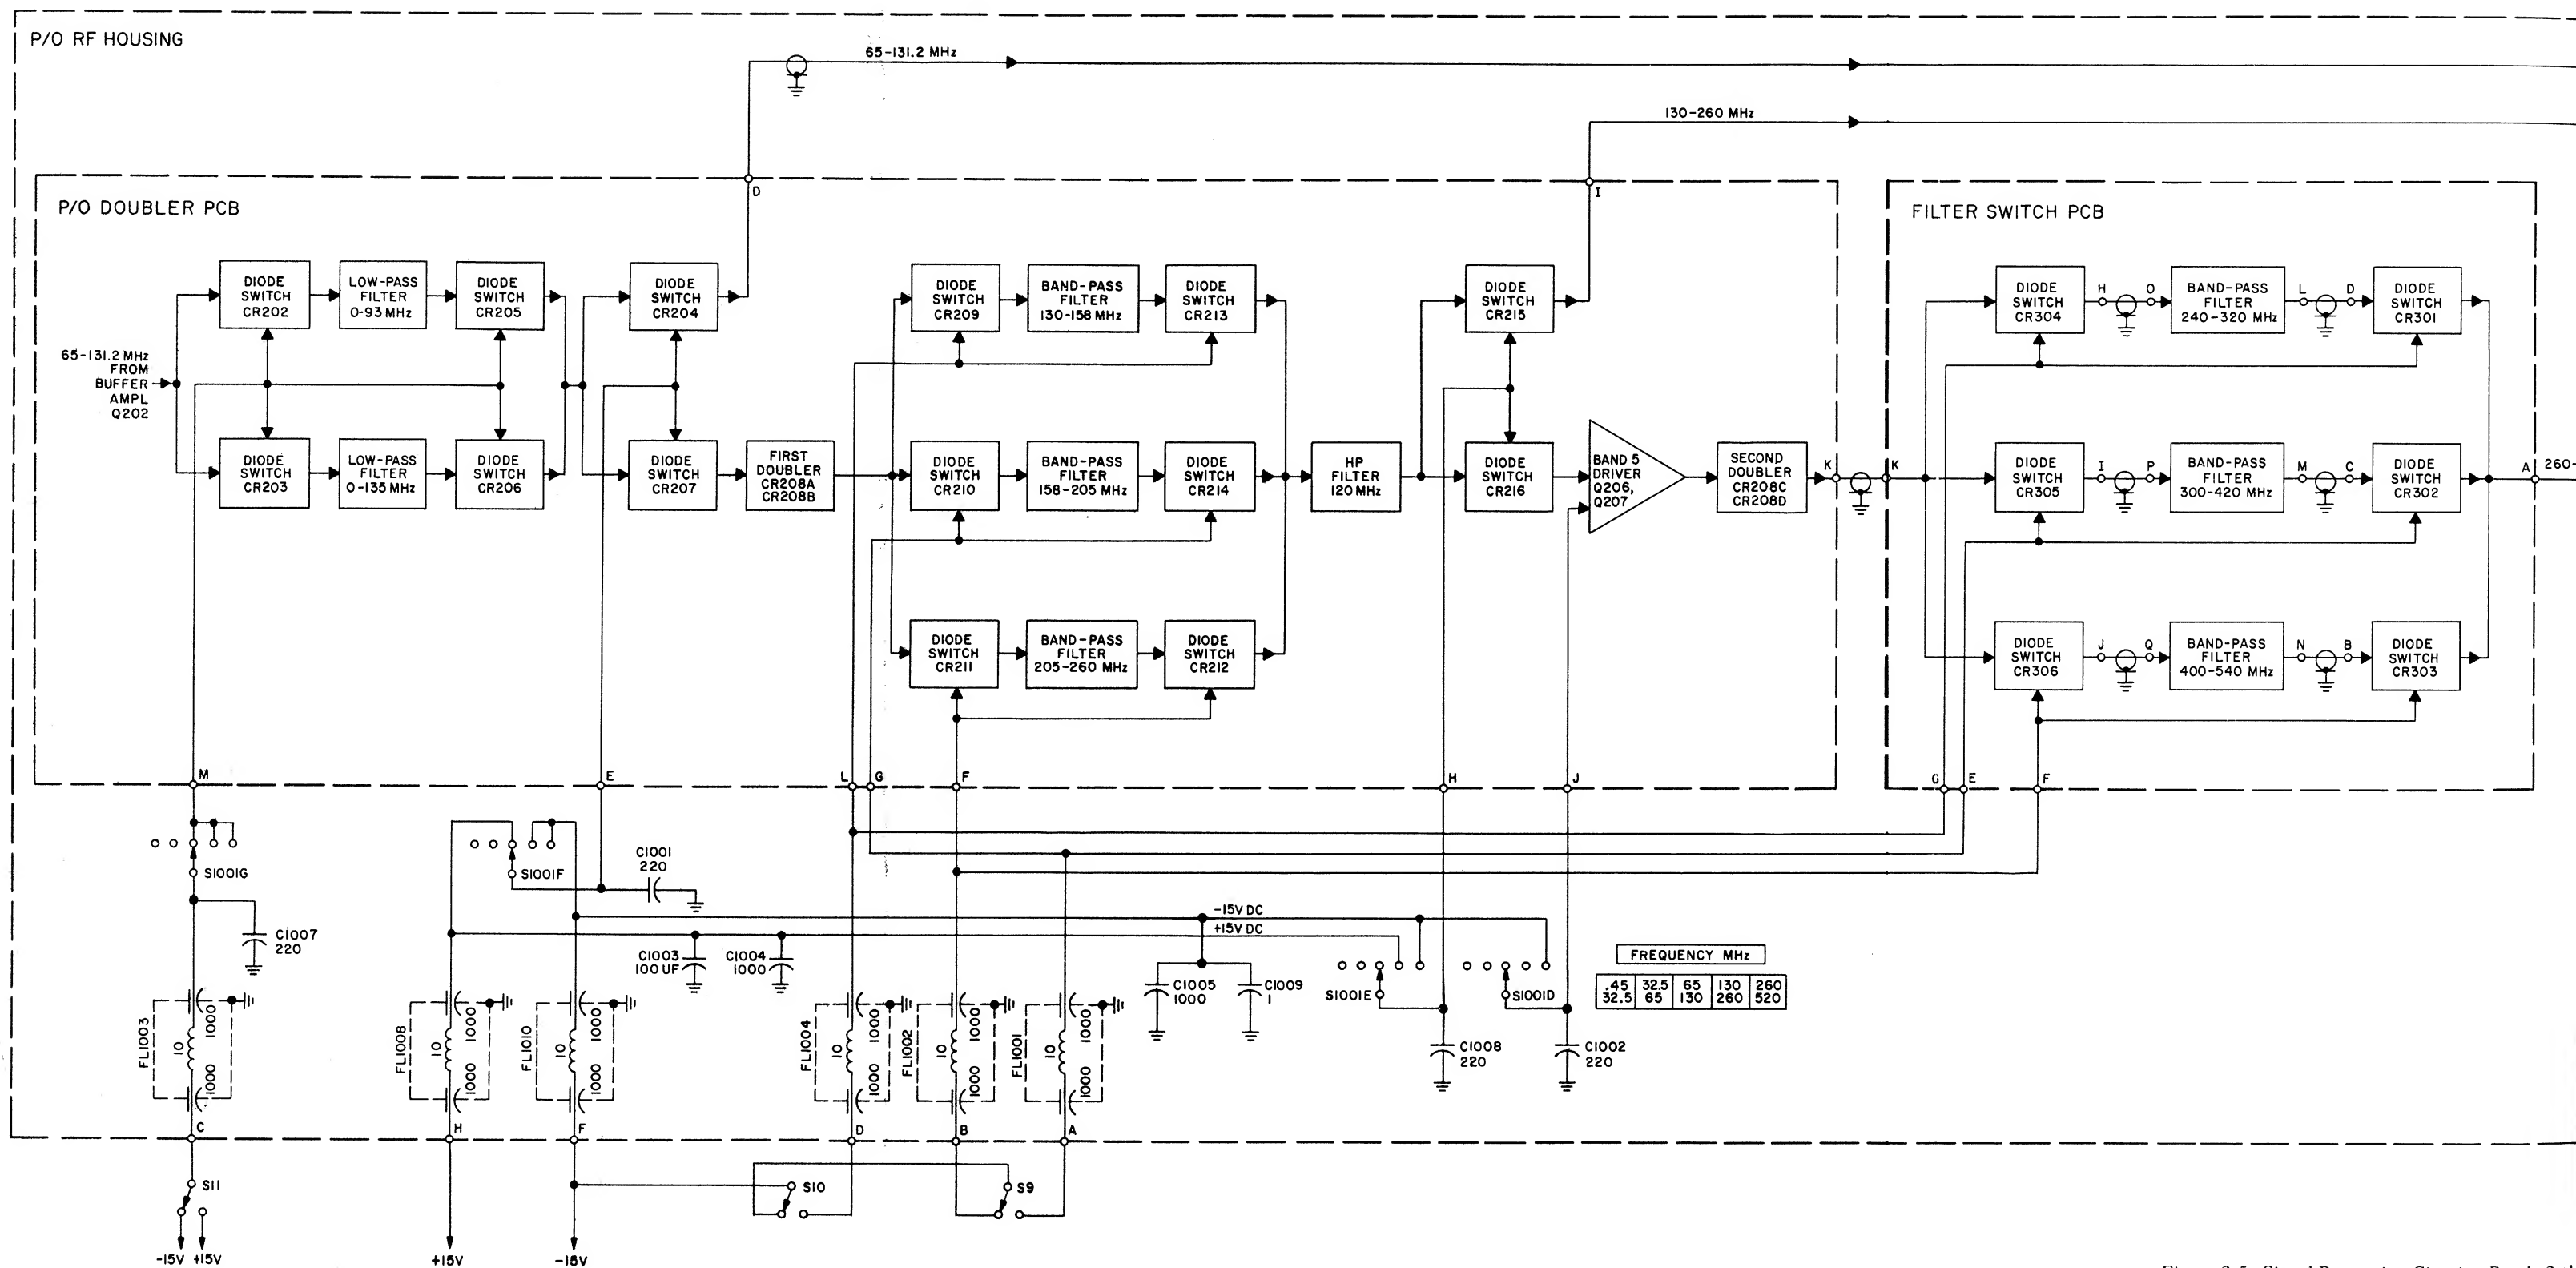 P/O RF HOUSING
65-131.2 MHz
130-260 MHz
D
I
P/O DOUBLER PCB
FILTER SWITCH PCB
DIODE
SWITCH
CR202
LOW-PASS
FILTER
0-93 MHz
DIODE
SWITCH
CR205
DIODE
SWITCH
CR204
DIODE
SWITCH
CR209
BAND-PASS
FILTER
130-158 MHz
DIODE
SWITCH
CR213
DIODE
SWITCH
CR215
DIODE
SWITCH
CR304
H
O
BAND-PASS
FILTER
240-320 MHz
L
D
DIODE
SWITCH
CR301
65-131.2 MHz
FROM
BUFFER
AMPL
Q202
DIODE
SWITCH
CR203
LOW-PASS
FILTER
0-135 MHz
DIODE
SWITCH
CR206
DIODE
SWITCH
CR207
FIRST
DOUBLER
CR208A
CR208B
DIODE
SWITCH
CR210
BAND-PASS
FILTER
158-205 MHz
DIODE
SWITCH
CR214
HP
FILTER
120 MHz
DIODE
SWITCH
CR216
BAND 5
DRIVER
Q206,
Q207
SECOND
DOUBLER
CR208C
CR208D
K
K
DIODE
SWITCH
CR305
I
P
BAND-PASS
FILTER
300-420 MHz
M
C
DIODE
SWITCH
CR302
A
260-
DIODE
SWITCH
CR211
BAND-PASS
FILTER
205-260 MHz
DIODE
SWITCH
CR212
DIODE
SWITCH
CR306
J
Q
BAND-PASS
FILTER
400-540 MHz
N
B
DIODE
SWITCH
CR303
M
E
L
G
F
H
J
G
E
F
S1001G
S1001F
C1001
220
C1007
220
-15V DC
+15V DC
C1003
100 UF
C1004
1000
C1005
1000
C1009
1
S1001E
S1001D
FREQUENCY MHz
.45 32.5 65 130 260
32.5 65 130 260 520
C1008
220
C1002
220
FL1003
10
1000
1000
FL1008
10
1000
1000
FL1010
10
1000
1000
FL1004
10
1000
1000
FL1002
10
1000
1000
FL1001
10
1000
1000
C
H
F
D
B
A
S11
S10
S9
-15V +15V
+15V
-15V